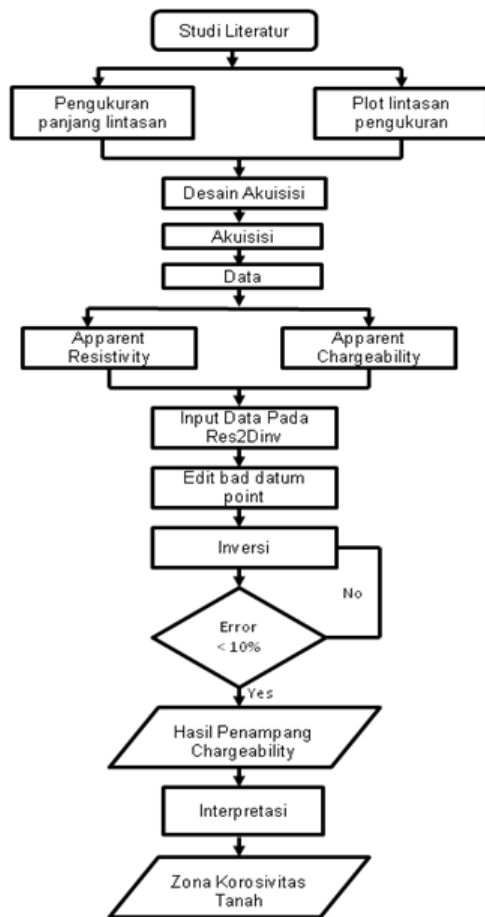 Studi Literatur
Pengukuran
panjang lintasan
Plot lintasan
pengukuran
Desain Akuisisi
Akuisisi
Data
Apparent
Resistivity
Apparent
Chargeability
Input Data Pada
Res2Dinv
Edit bad datum
point
Inversi
No
Error
< 10%
Yes
Hasil Penampang
Chargeability
Interpretasi
Zona Korosivitas
Tanah